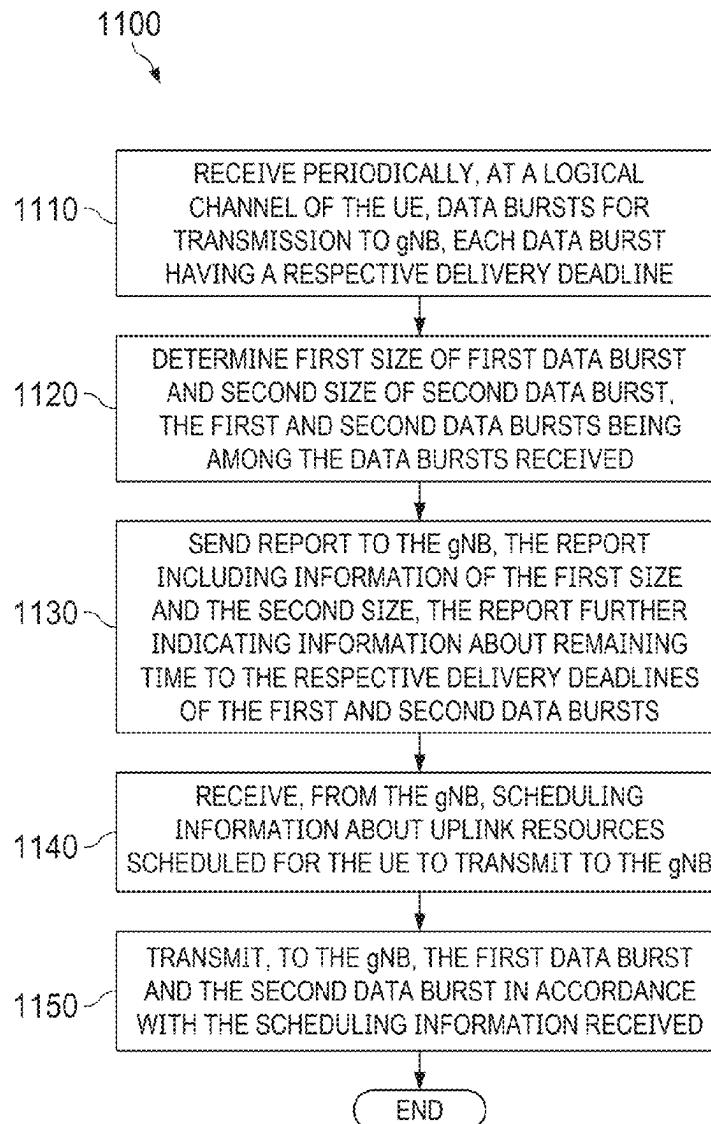 1100
1110
RECEIVE PERIODICALLY, AT A LOGICAL
CHANNEL OF THE UE, DATA BURSTS FOR
TRANSMISSION TO gNB, EACH DATA BURST
HAVING A RESPECTIVE DELIVERY DEADLINE
1120
DETERMINE FIRST SIZE OF FIRST DATA BURST
AND SECOND SIZE OF SECOND DATA BURST,
THE FIRST AND SECOND DATA BURSTS BEING
AMONG THE DATA BURSTS RECEIVED
1130
SEND REPORT TO THE gNB, THE REPORT
INCLUDING INFORMATION OF THE FIRST SIZE
AND THE SECOND SIZE, THE REPORT FURTHER
INDICATING INFORMATION ABOUT REMAINING
TIME TO THE RESPECTIVE DELIVERY DEADLINES
OF THE FIRST AND SECOND DATA BURSTS
1140
RECEIVE, FROM THE gNB, SCHEDULING
INFORMATION ABOUT UPLINK RESOURCES
SCHEDULED FOR THE UE TO TRANSMIT TO THE gNB
1150
TRANSMIT, TO THE gNB, THE FIRST DATA BURST
AND THE SECOND DATA BURST IN ACCORDANCE
WITH THE SCHEDULING INFORMATION RECEIVED
END